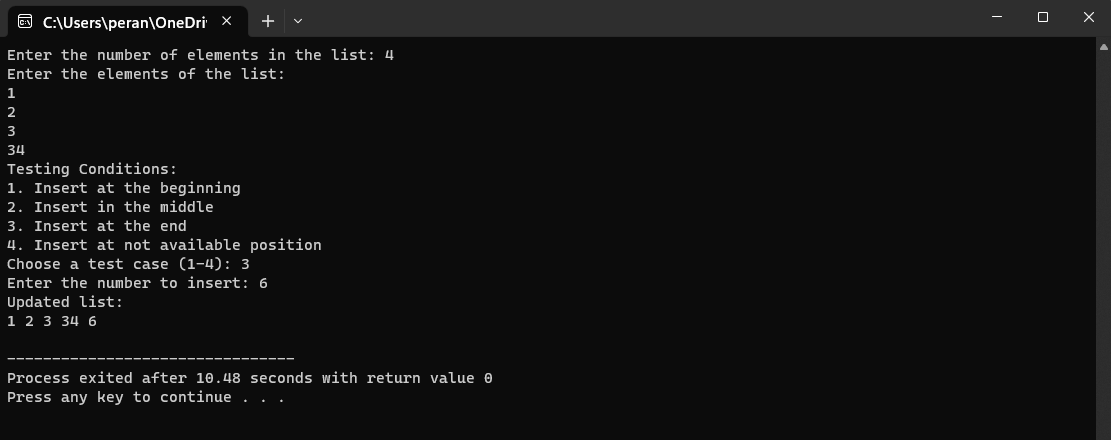 C:\Users\peran\OneDri
Enter the number of elements in the list: 4
Enter the elements of the list:
1
2
3
34
Testing Conditions:
1. Insert at the beginning
2. Insert in the middle
3. Insert at the end
4. Insert at not available position
Choose a test case (1-4): 3
Enter the number to insert: 6
Updated list:
1 2 3 34 6
--------------------------------
Process exited after 10.48 seconds with return value 0
Press any key to continue . . .